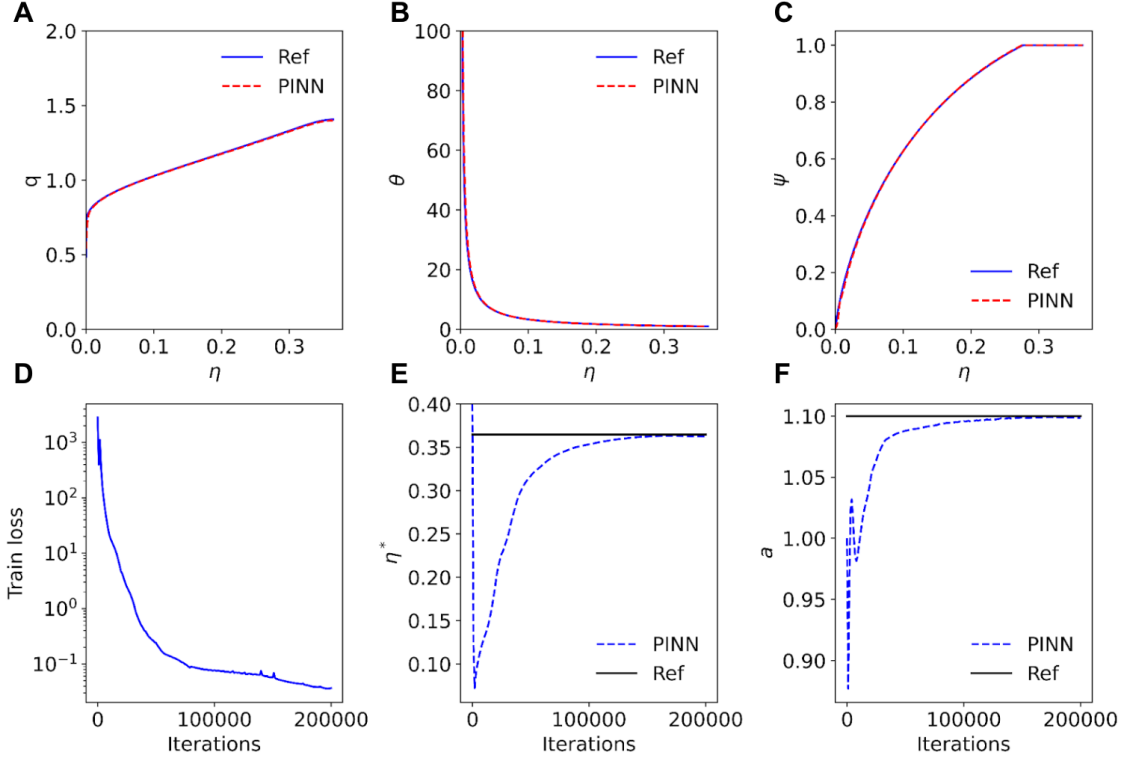 A
B
C
2.0
1.5
1.0
0.5
0.0
q
Ref
PINN
0.0 0.1 0.2 0.3
η
100
80
60
40
20
0
θ
Ref
PINN
0.0 0.1 0.2 0.3
η
1.0
0.8
0.6
0.4
0.2
0.0
ψ
Ref
PINN
0.0 0.1 0.2 0.3
η
D
E
F
10³
10²
10¹
10⁰
10⁻¹
Train loss
0 100000 200000
Iterations
0.40
0.35
0.30
0.25
0.20
0.15
0.10
η*
PINN
Ref
0 100000 200000
Iterations
1.10
1.05
1.00
0.95
0.90
a
PINN
Ref
0 100000 200000
Iterations